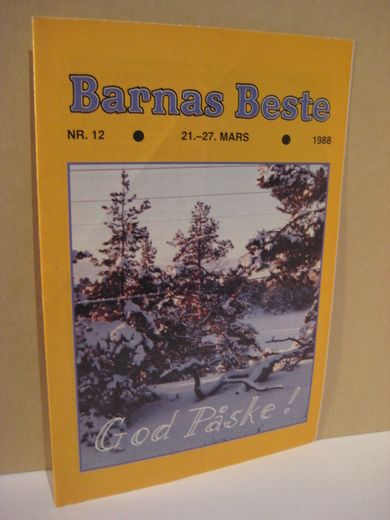 Barnas Beste
NR. 12 ● 21.–27. MARS ● 1988
God Påske!